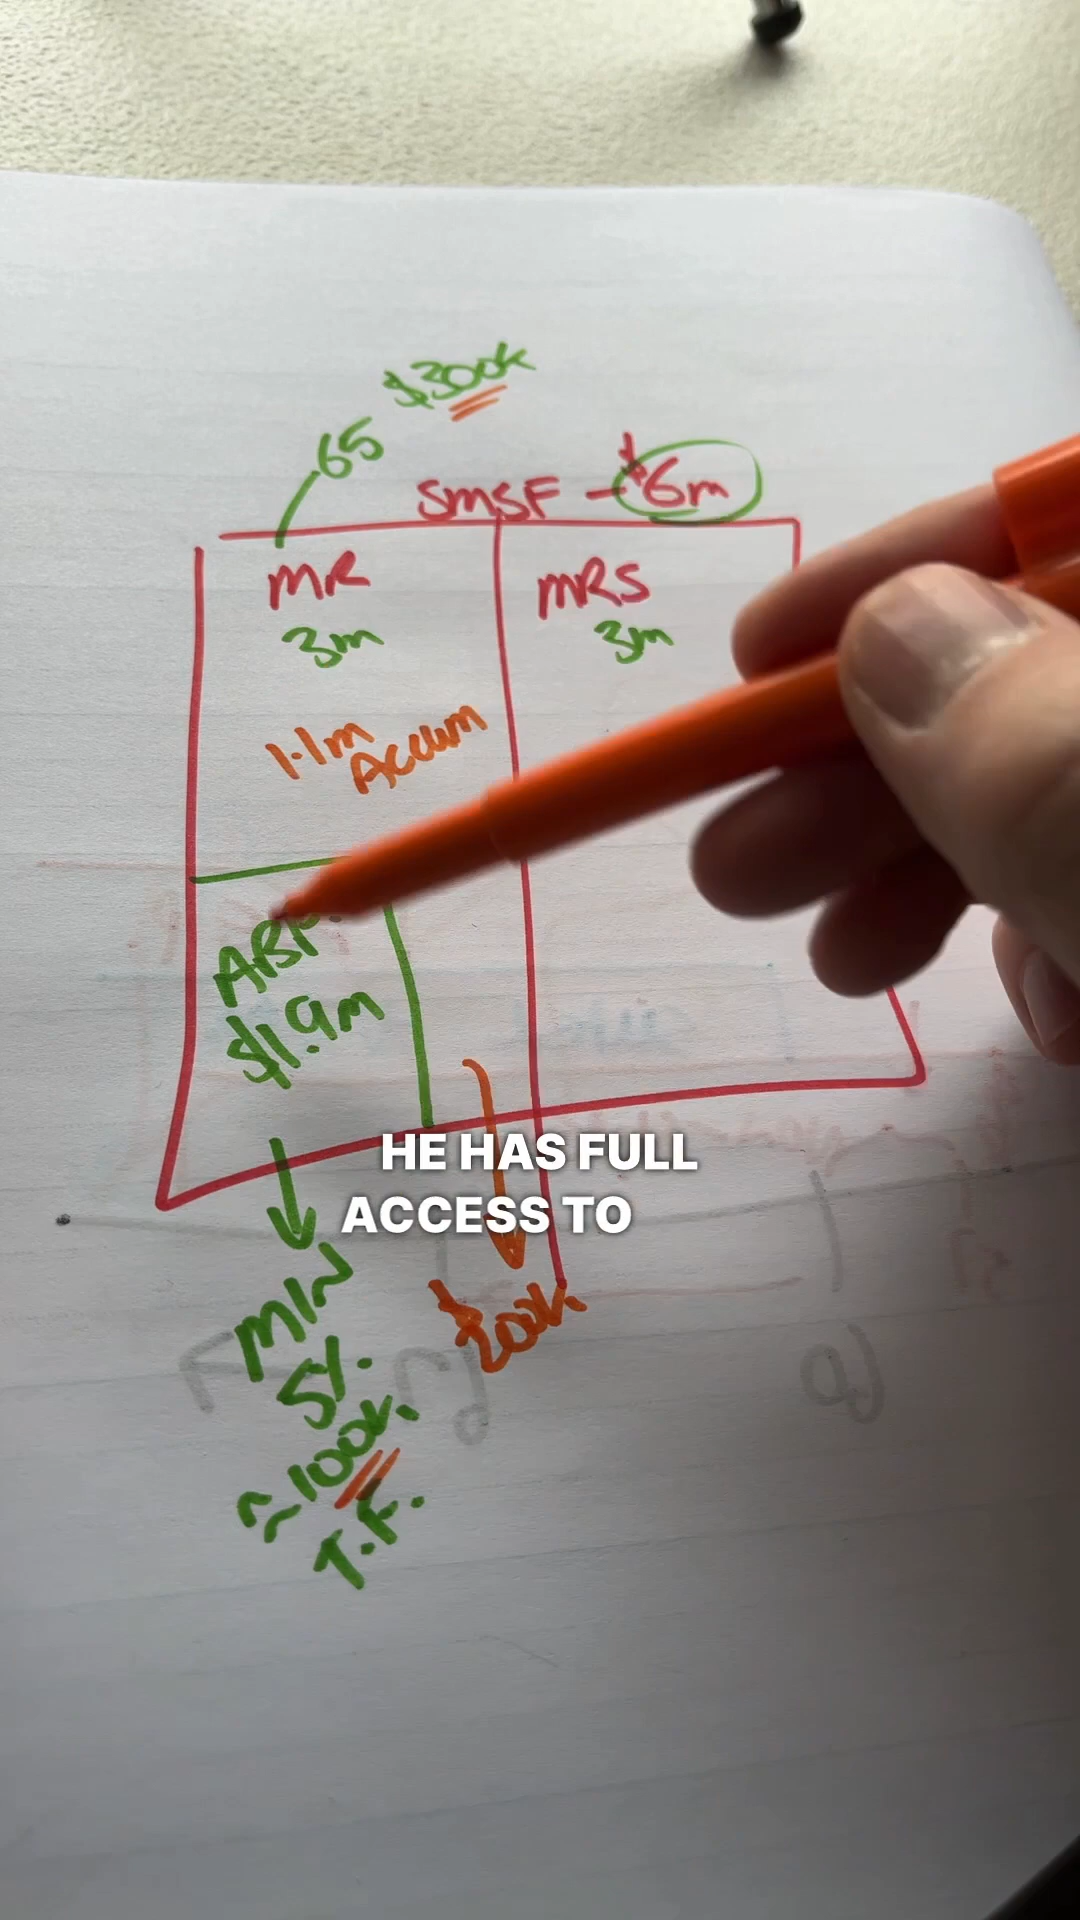 $300k
65
SMSF - $6m
MR
MRS
3m
3m
1.1m
Accum
ABP
$1.9m
HE HAS FULL
ACCESS TO
MIN
5%.
≈100k.
T.F.
$200k.